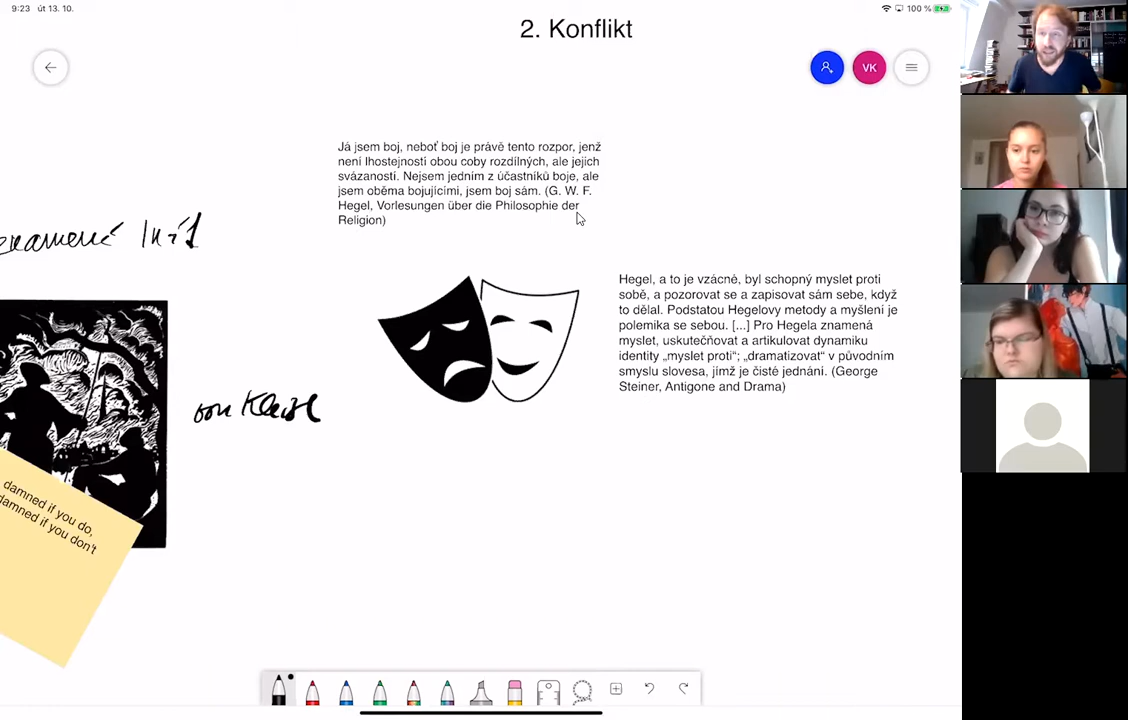 9:23 út 13. 10.
100 %
2. Konflikt
VK
Já jsem boj, neboť boj je právě tento rozpor, jenž
není lhostejností obou coby rozdílných, ale jejich
svázaností. Nejsem jedním z účastníků boje, ale
jsem oběma bojujícími, jsem boj sám. (G. W. F.
Hegel, Vorlesungen über die Philosophie der
Religion)
Hegel, a to je vzácné, byl schopný myslet proti
sobě, a pozorovat se a zapisovat sám sebe, když
to dělal. Podstatou Hegelovy metody a myšlení je
polemika se sebou. [...] Pro Hegela znamená
myslet, uskutečňovat a artikulovat dynamiku
identity „myslet proti“; „dramatizovat“ v původním
smyslu slovesa, jímž je čisté jednání. (George
Steiner, Antigone and Drama)
von Kleist
damned if you do,
damned if you don't